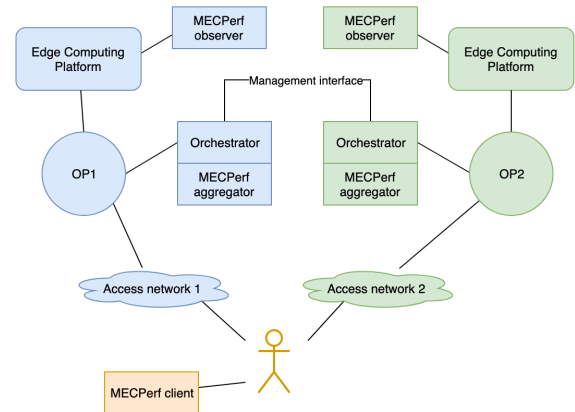 MECPerf
observer
MECPerf
observer
Edge Computing
Platform
Edge Computing
Platform
Management interface
Orchestrator
Orchestrator
OP1
MECPerf
aggregator
MECPerf
aggregator
OP2
Access network 1
Access network 2
MECPerf client